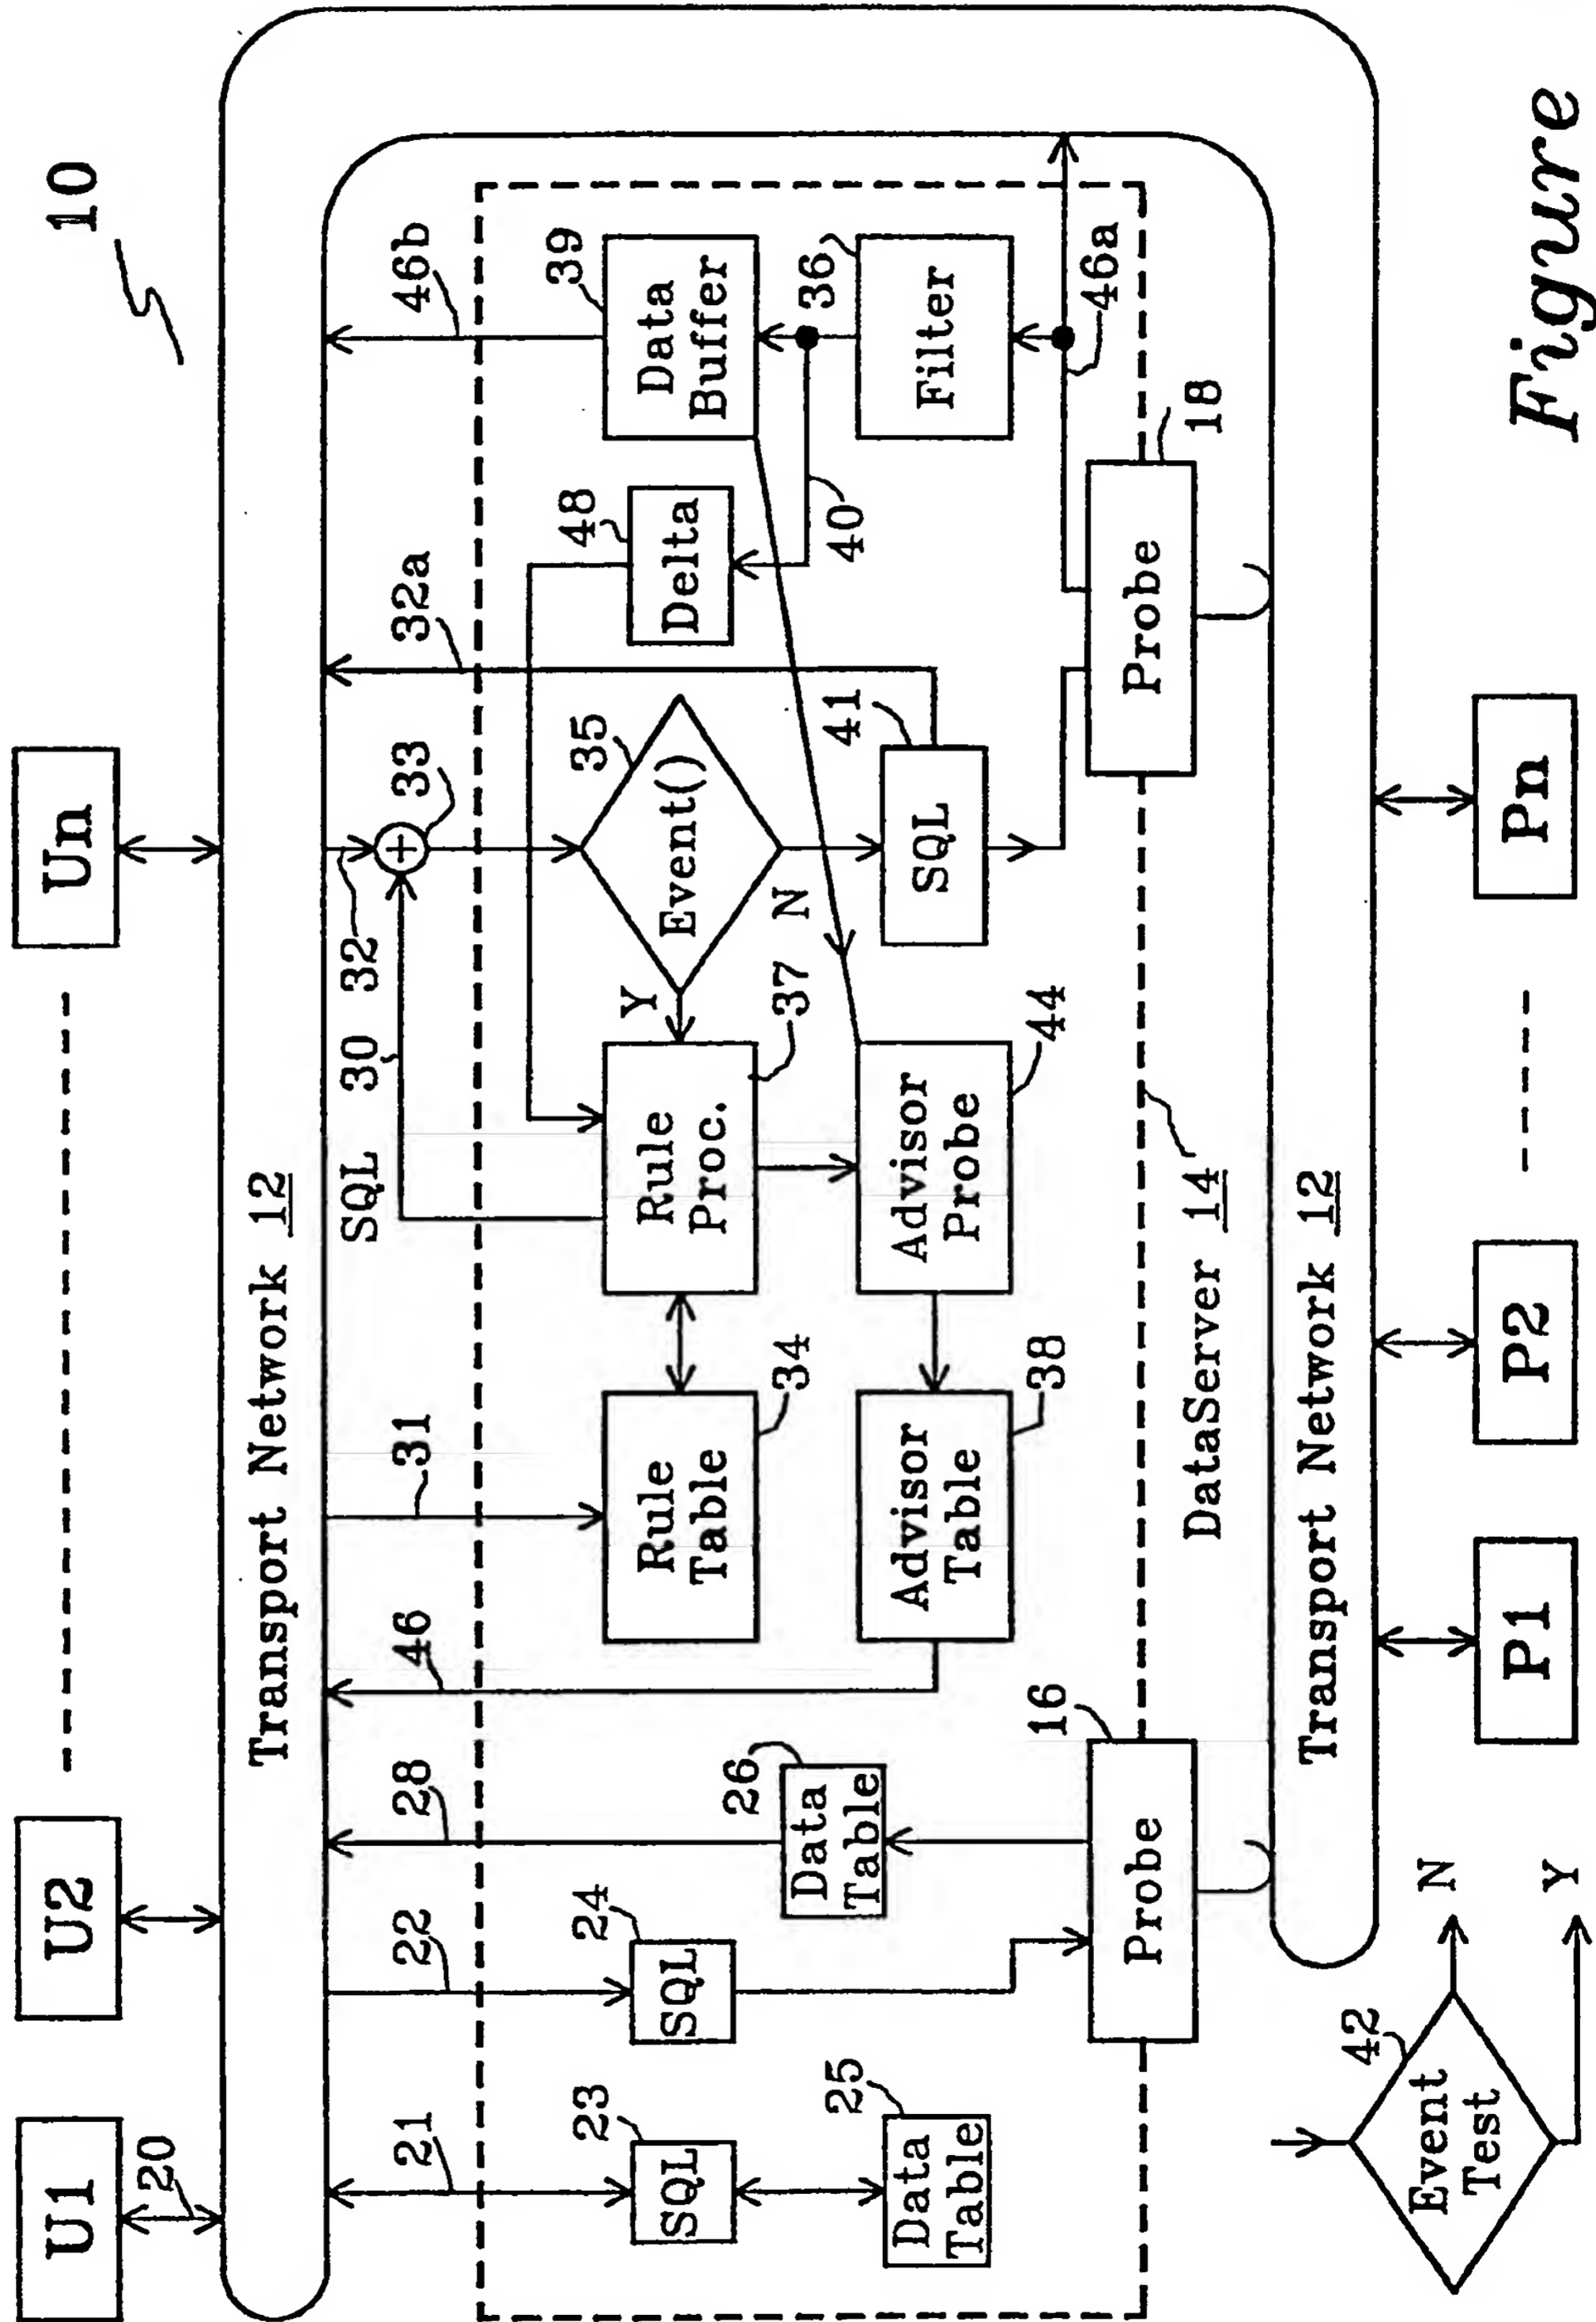 10
U1
U2
Un
20
Transport Network 12
21
22
28
46
31
SQL 30
32
33
32a
46b
SQL
23
SQL
24
Rule
Table
34
Rule
Proc.
37
Y
Event()
35
N
Delta
48
Data
Buffer
39
Data
Table
25
Data
Table
26
Advisor
Table
38
Advisor
Probe
44
SQL
41
40
Filter
36
46a
Probe
16
Probe
18
DataServer 14
Transport Network 12
Event
Test
42
N
Y
P1
P2
Pn
Figure